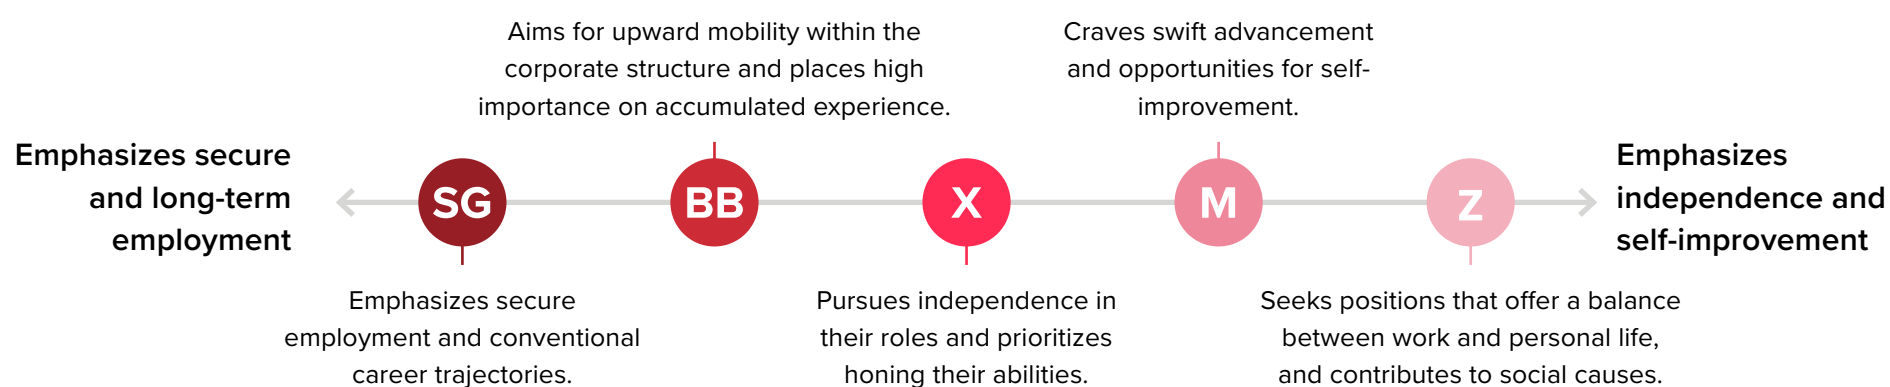 Aims for upward mobility within the
corporate structure and places high
importance on accumulated experience.
Craves swift advancement
and opportunities for self-
improvement.
Emphasizes secure
and long-term
employment
SG
BB
X
M
Z
Emphasizes
independence and
self-improvement
Emphasizes secure
employment and conventional
career trajectories.
Pursues independence in
their roles and prioritizes
honing their abilities.
Seeks positions that offer a balance
between work and personal life,
and contributes to social causes.